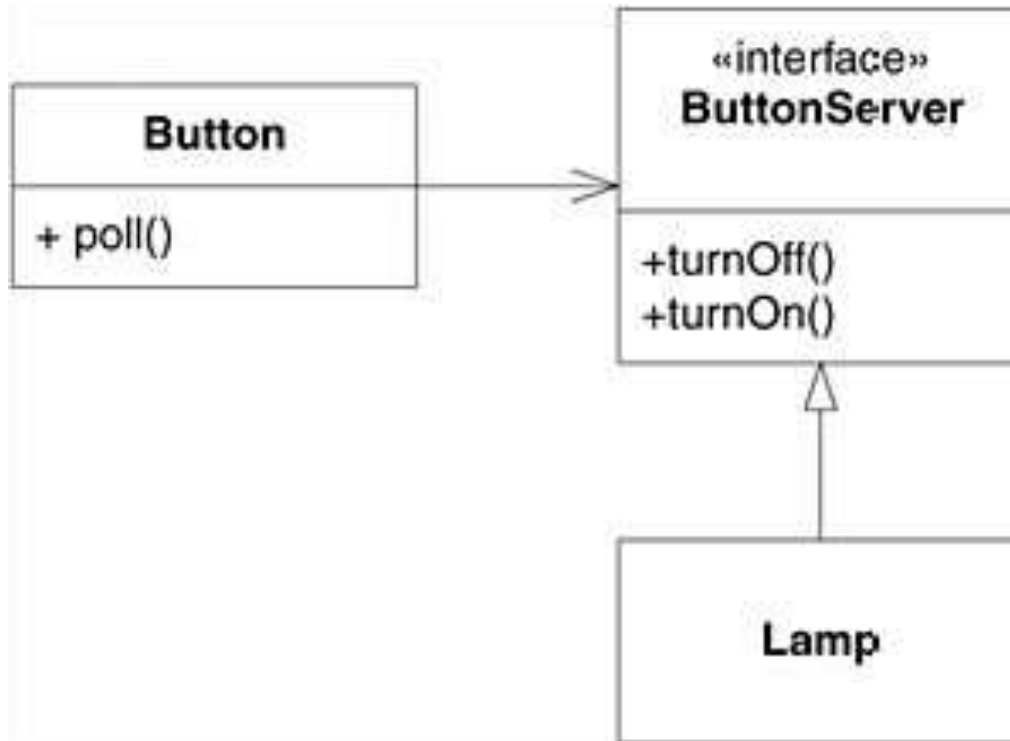 Button
+ poll()
«interface»
ButtonServer
+turnOff()
+turnOn()
Lamp